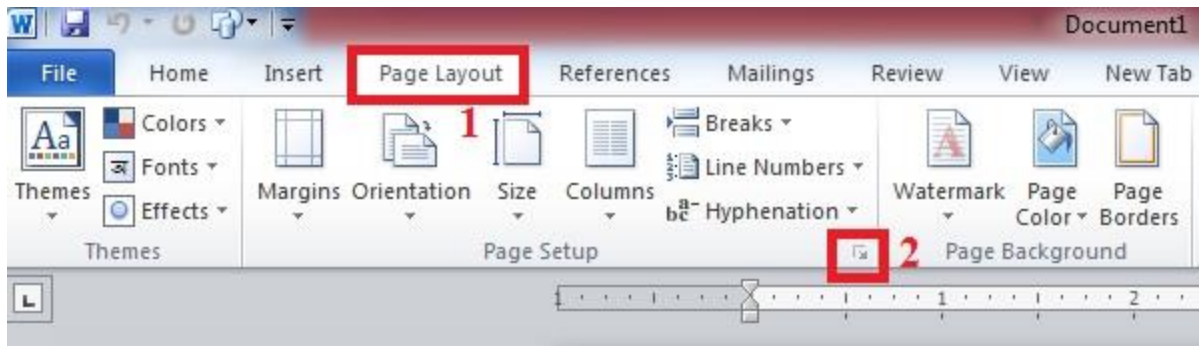 W Document1
File Home Insert Page Layout References Mailings Review View New Tab
1
Aa Colors
Fonts
Effects
Themes
Margins Orientation Size Columns
Breaks
Line Numbers
a-
bc Hyphenation
A
Watermark Page Color Page Borders
Themes Page Setup 2 Page Background
L 1 1 2